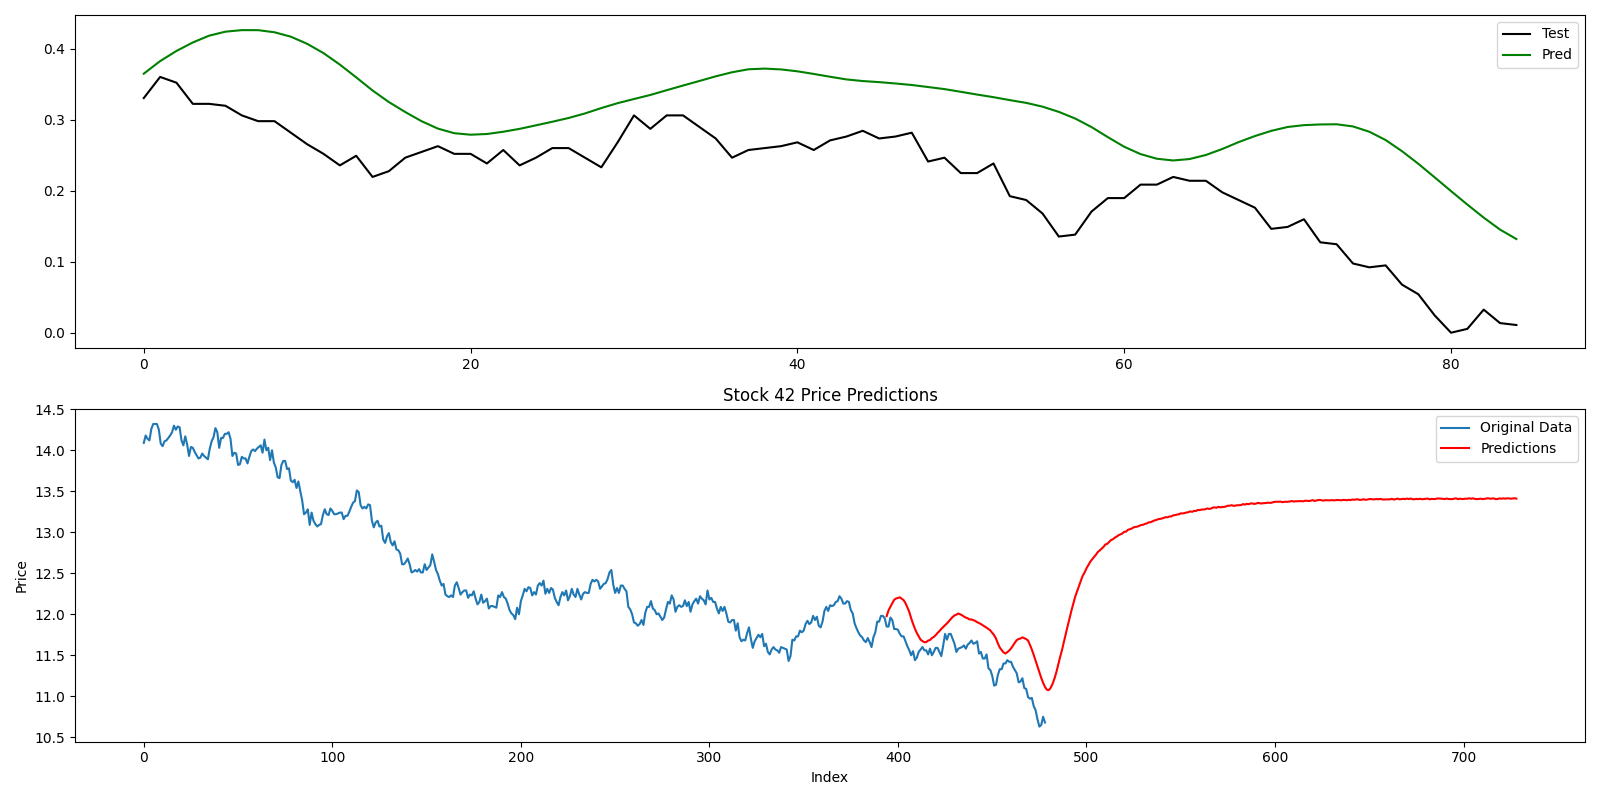 0.4
0.3
0.2
0.1
0.0
Test
Pred
0 20 40 60 80
Stock 42 Price Predictions
14.5
14.0
13.5
13.0
12.5
12.0
11.5
11.0
10.5
Price
Original Data
Predictions
0 100 200 300 400 500 600 700
Index